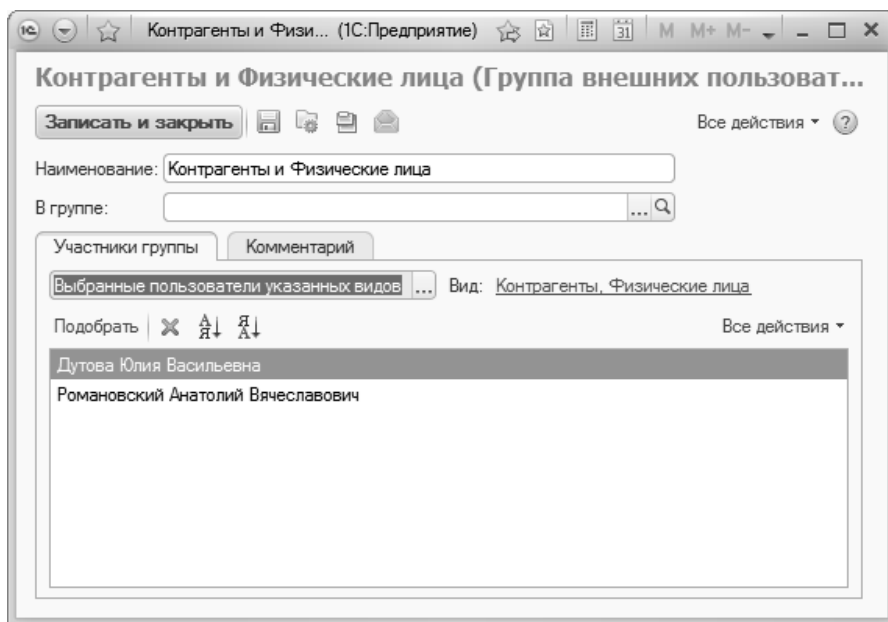 1С Контрагенты и Физи... (1С:Предприятие) 31 M M+ M-
Контрагенты и Физические лица (Группа внешних пользоват...
Записать и закрыть Все действия ?
Наименование: Контрагенты и Физические лица
В группе: ...
Участники группы Комментарий
Выбранные пользователи указанных видов ... Вид: Контрагенты, Физические лица
Подобрать А Я Я А Все действия
Дутова Юлия Васильевна
Романовский Анатолий Вячеславович